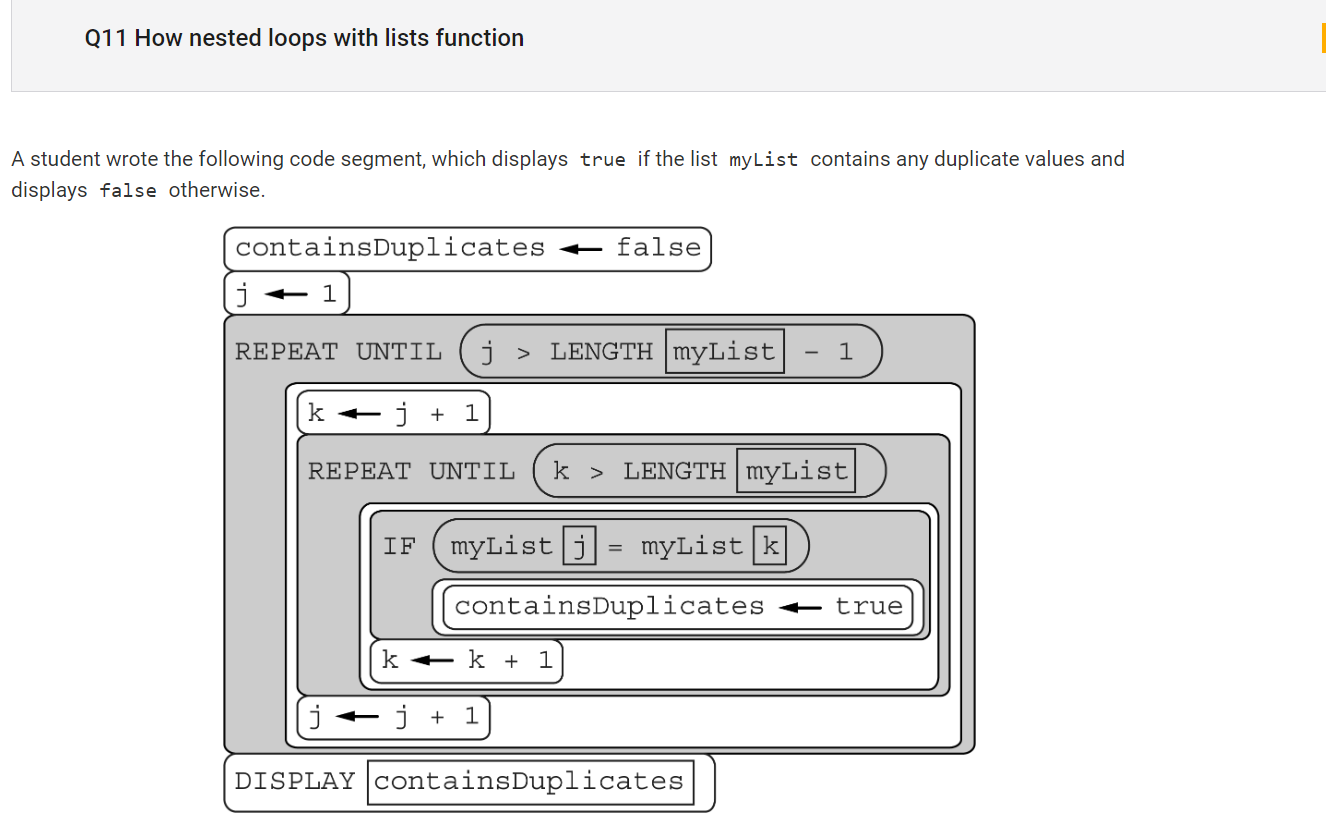 Q11 How nested loops with lists function
A student wrote the following code segment, which displays true if the list myList contains any duplicate values and
displays false otherwise.
containsDuplicates ← false
j ← 1
REPEAT UNTIL j > LENGTH myList - 1
k ← j + 1
REPEAT UNTIL k > LENGTH myList
IF myList j = myList k
containsDuplicates ← true
k ← k + 1
j ← j + 1
DISPLAY containsDuplicates